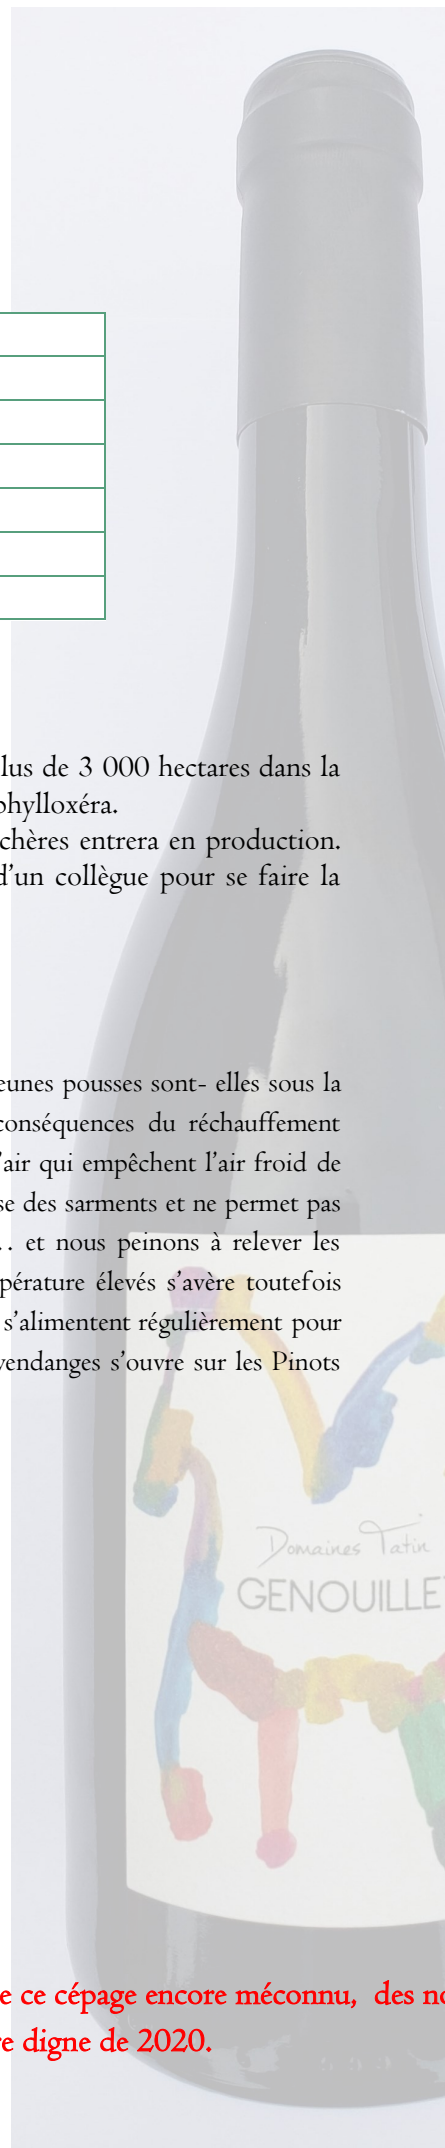 lus de 3 000 hectares dans la
phylloxéra.
chères entrera en production.
d'un collègue pour se faire la
eunes pousses sont- elles sous la
conséquences du réchauffement
'air qui empêchent l'air froid de
se des sarments et ne permet pas
.. et nous peinons à relever les
pérature élevés s'avère toutefois
s'alimentent régulièrement pour
vendanges s'ouvre sur les Pinots
Domaines Tatin
GENOUILLE
e ce cépage encore méconnu, des no
re digne de 2020.